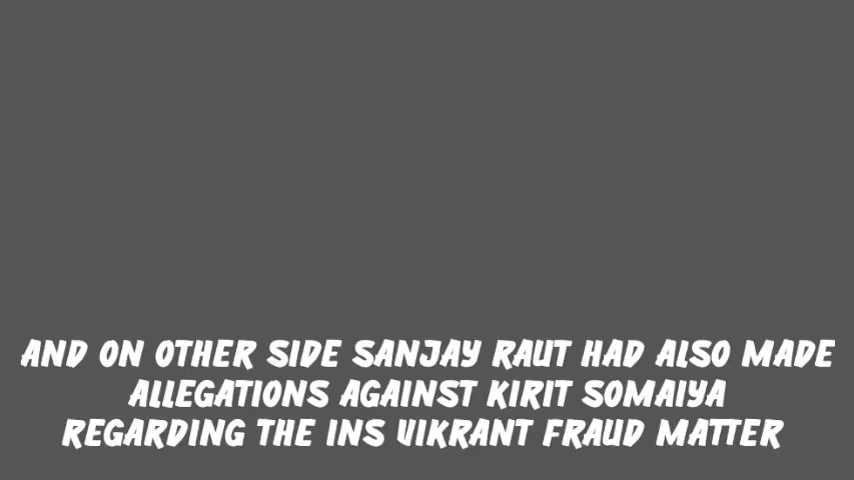 AND ON OTHER SIDE SANJAY RAUT HAD ALSO MADE
ALLEGATIONS AGAINST KIRIT SOMAIYA
REGARDING THE INS VIKRANT FRAUD MATTER